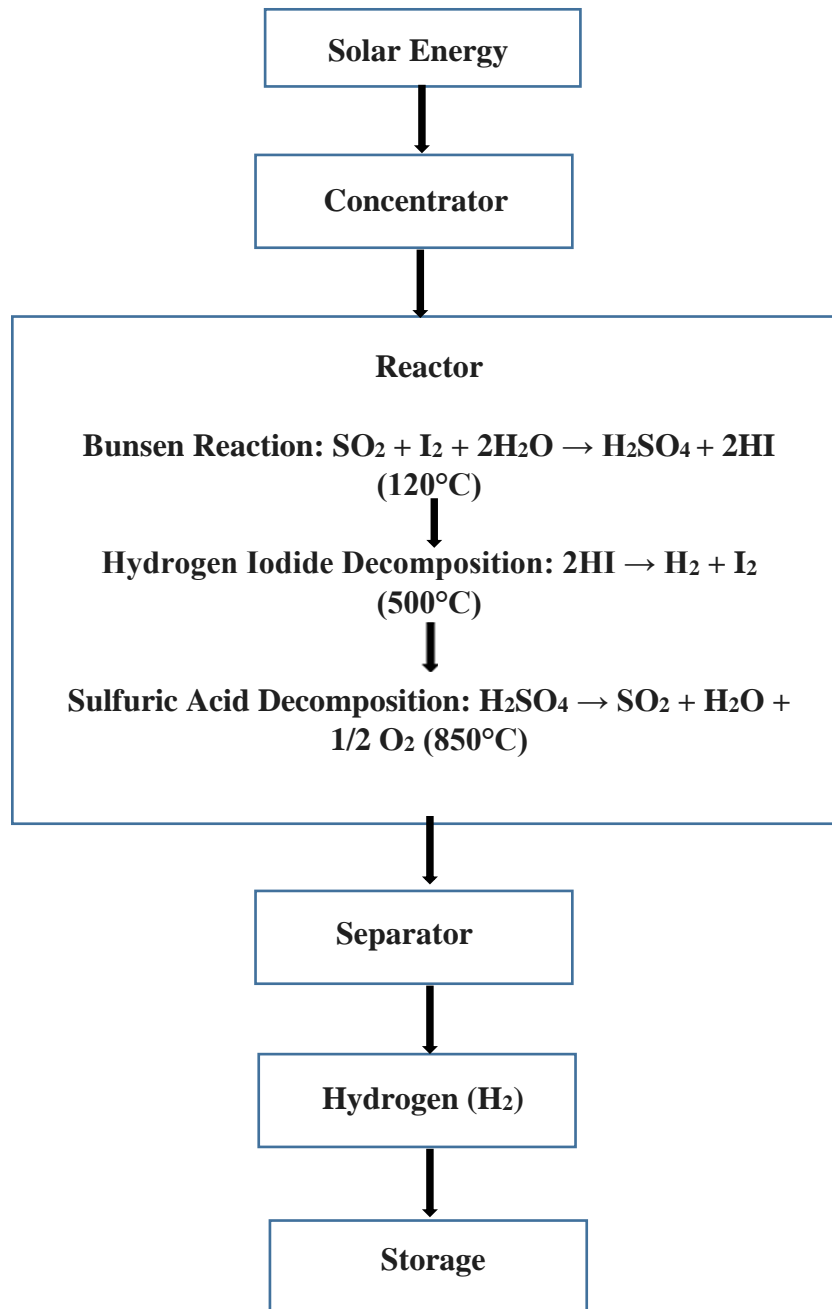 Solar Energy
Concentrator
Reactor
Bunsen Reaction: SO₂ + I₂ + 2H₂O → H₂SO₄ + 2HI
(120°C)
Hydrogen Iodide Decomposition: 2HI → H₂ + I₂
(500°C)
Sulfuric Acid Decomposition: H₂SO₄ → SO₂ + H₂O +
1/2 O₂ (850°C)
Separator
Hydrogen (H₂)
Storage